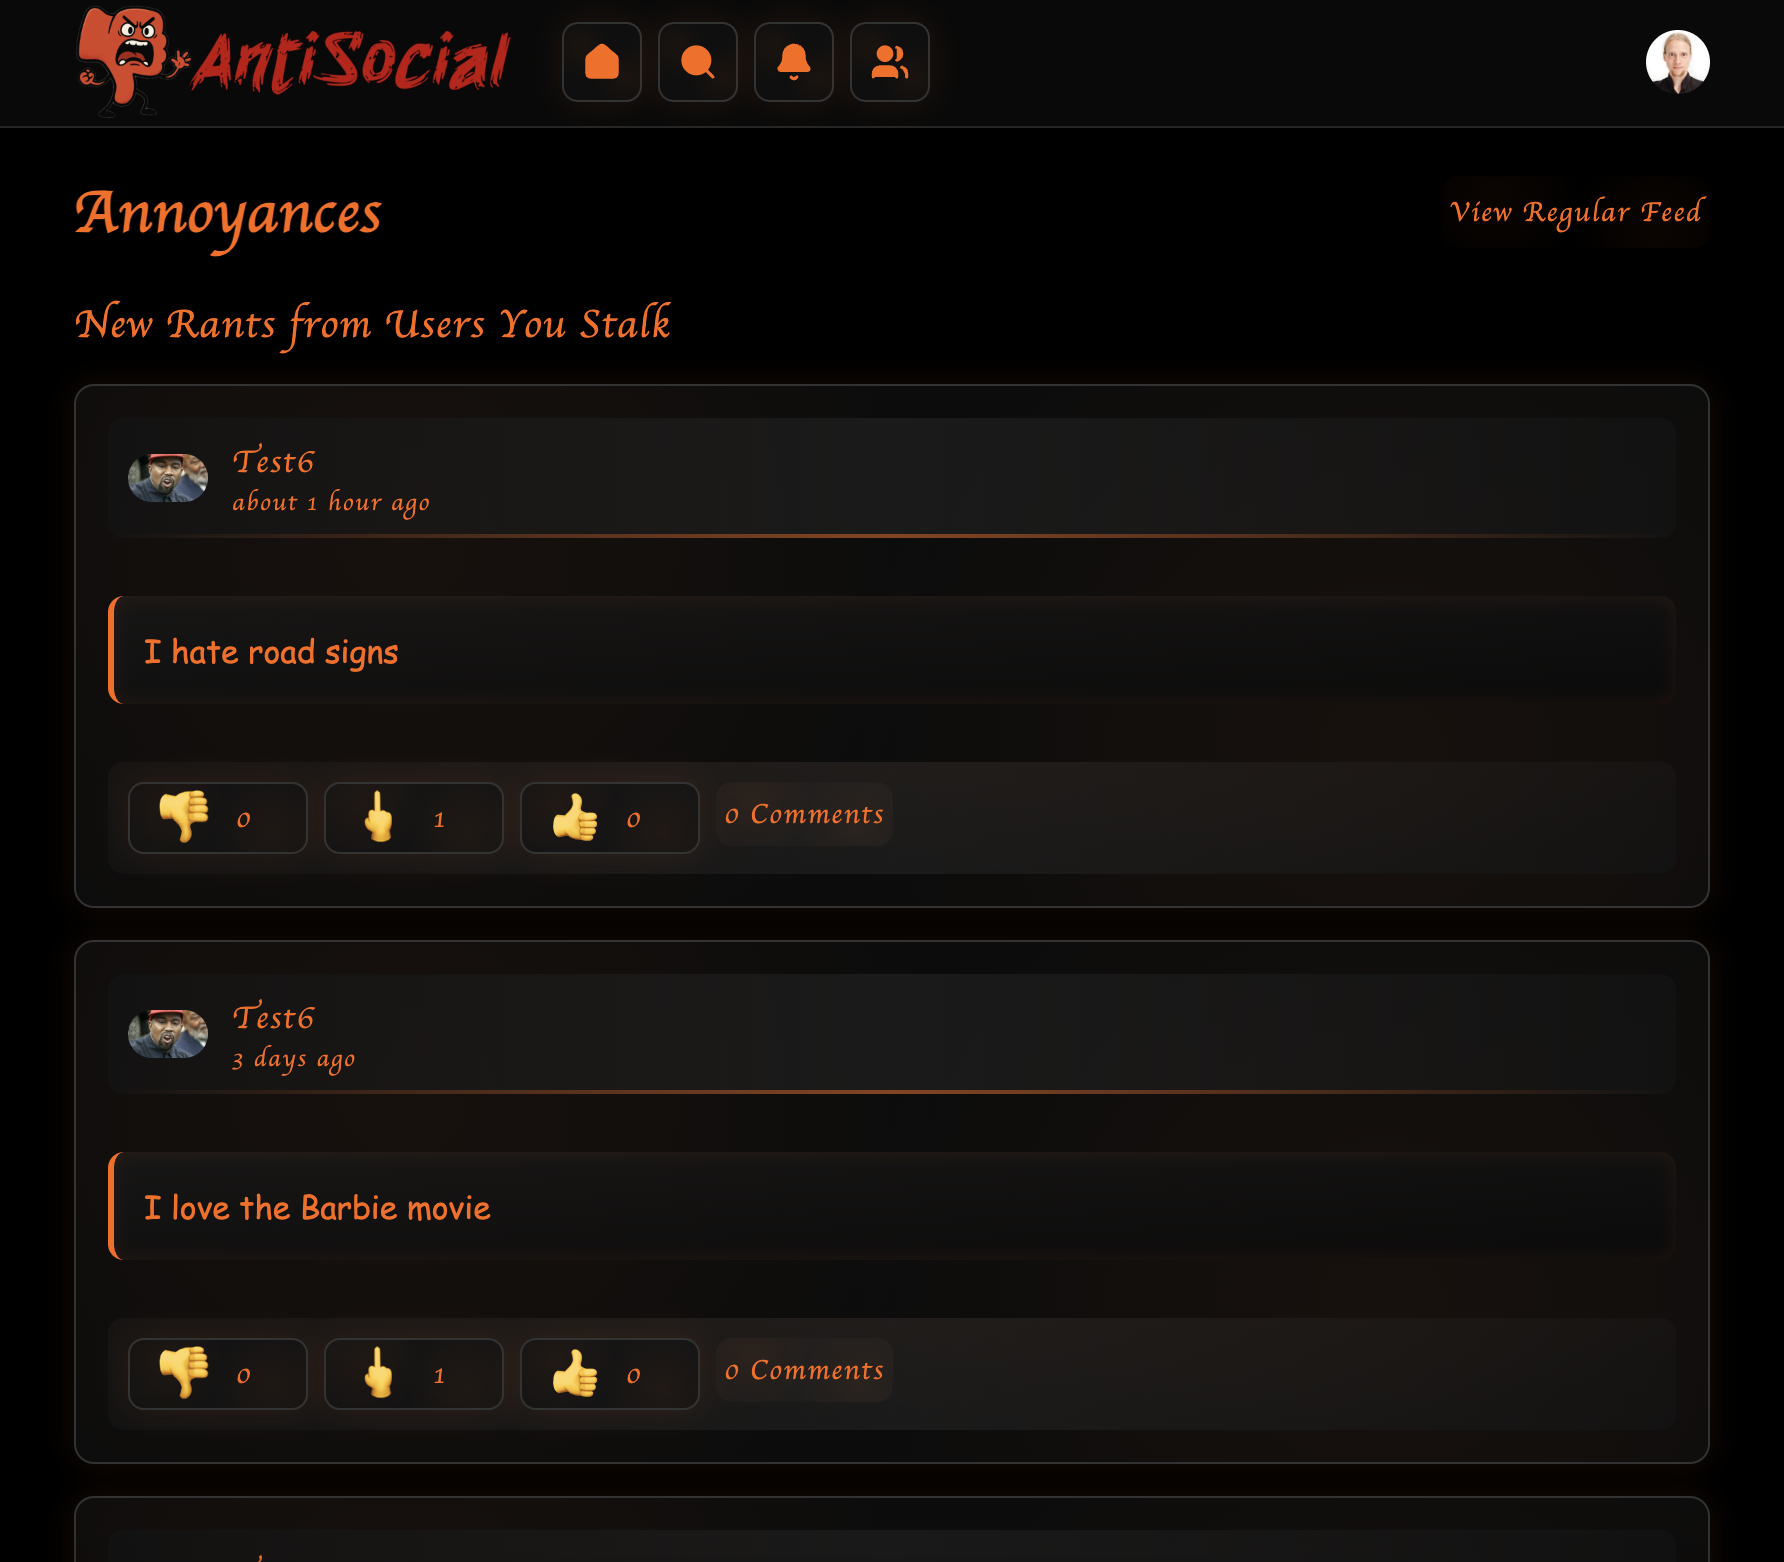 AntiSocial
Annoyances
View Regular Feed
New Rants from Users You Stalk
Test6
about 1 hour ago
I hate road signs
0
1
0
0 Comments
Test6
3 days ago
I love the Barbie movie
0
1
0
0 Comments